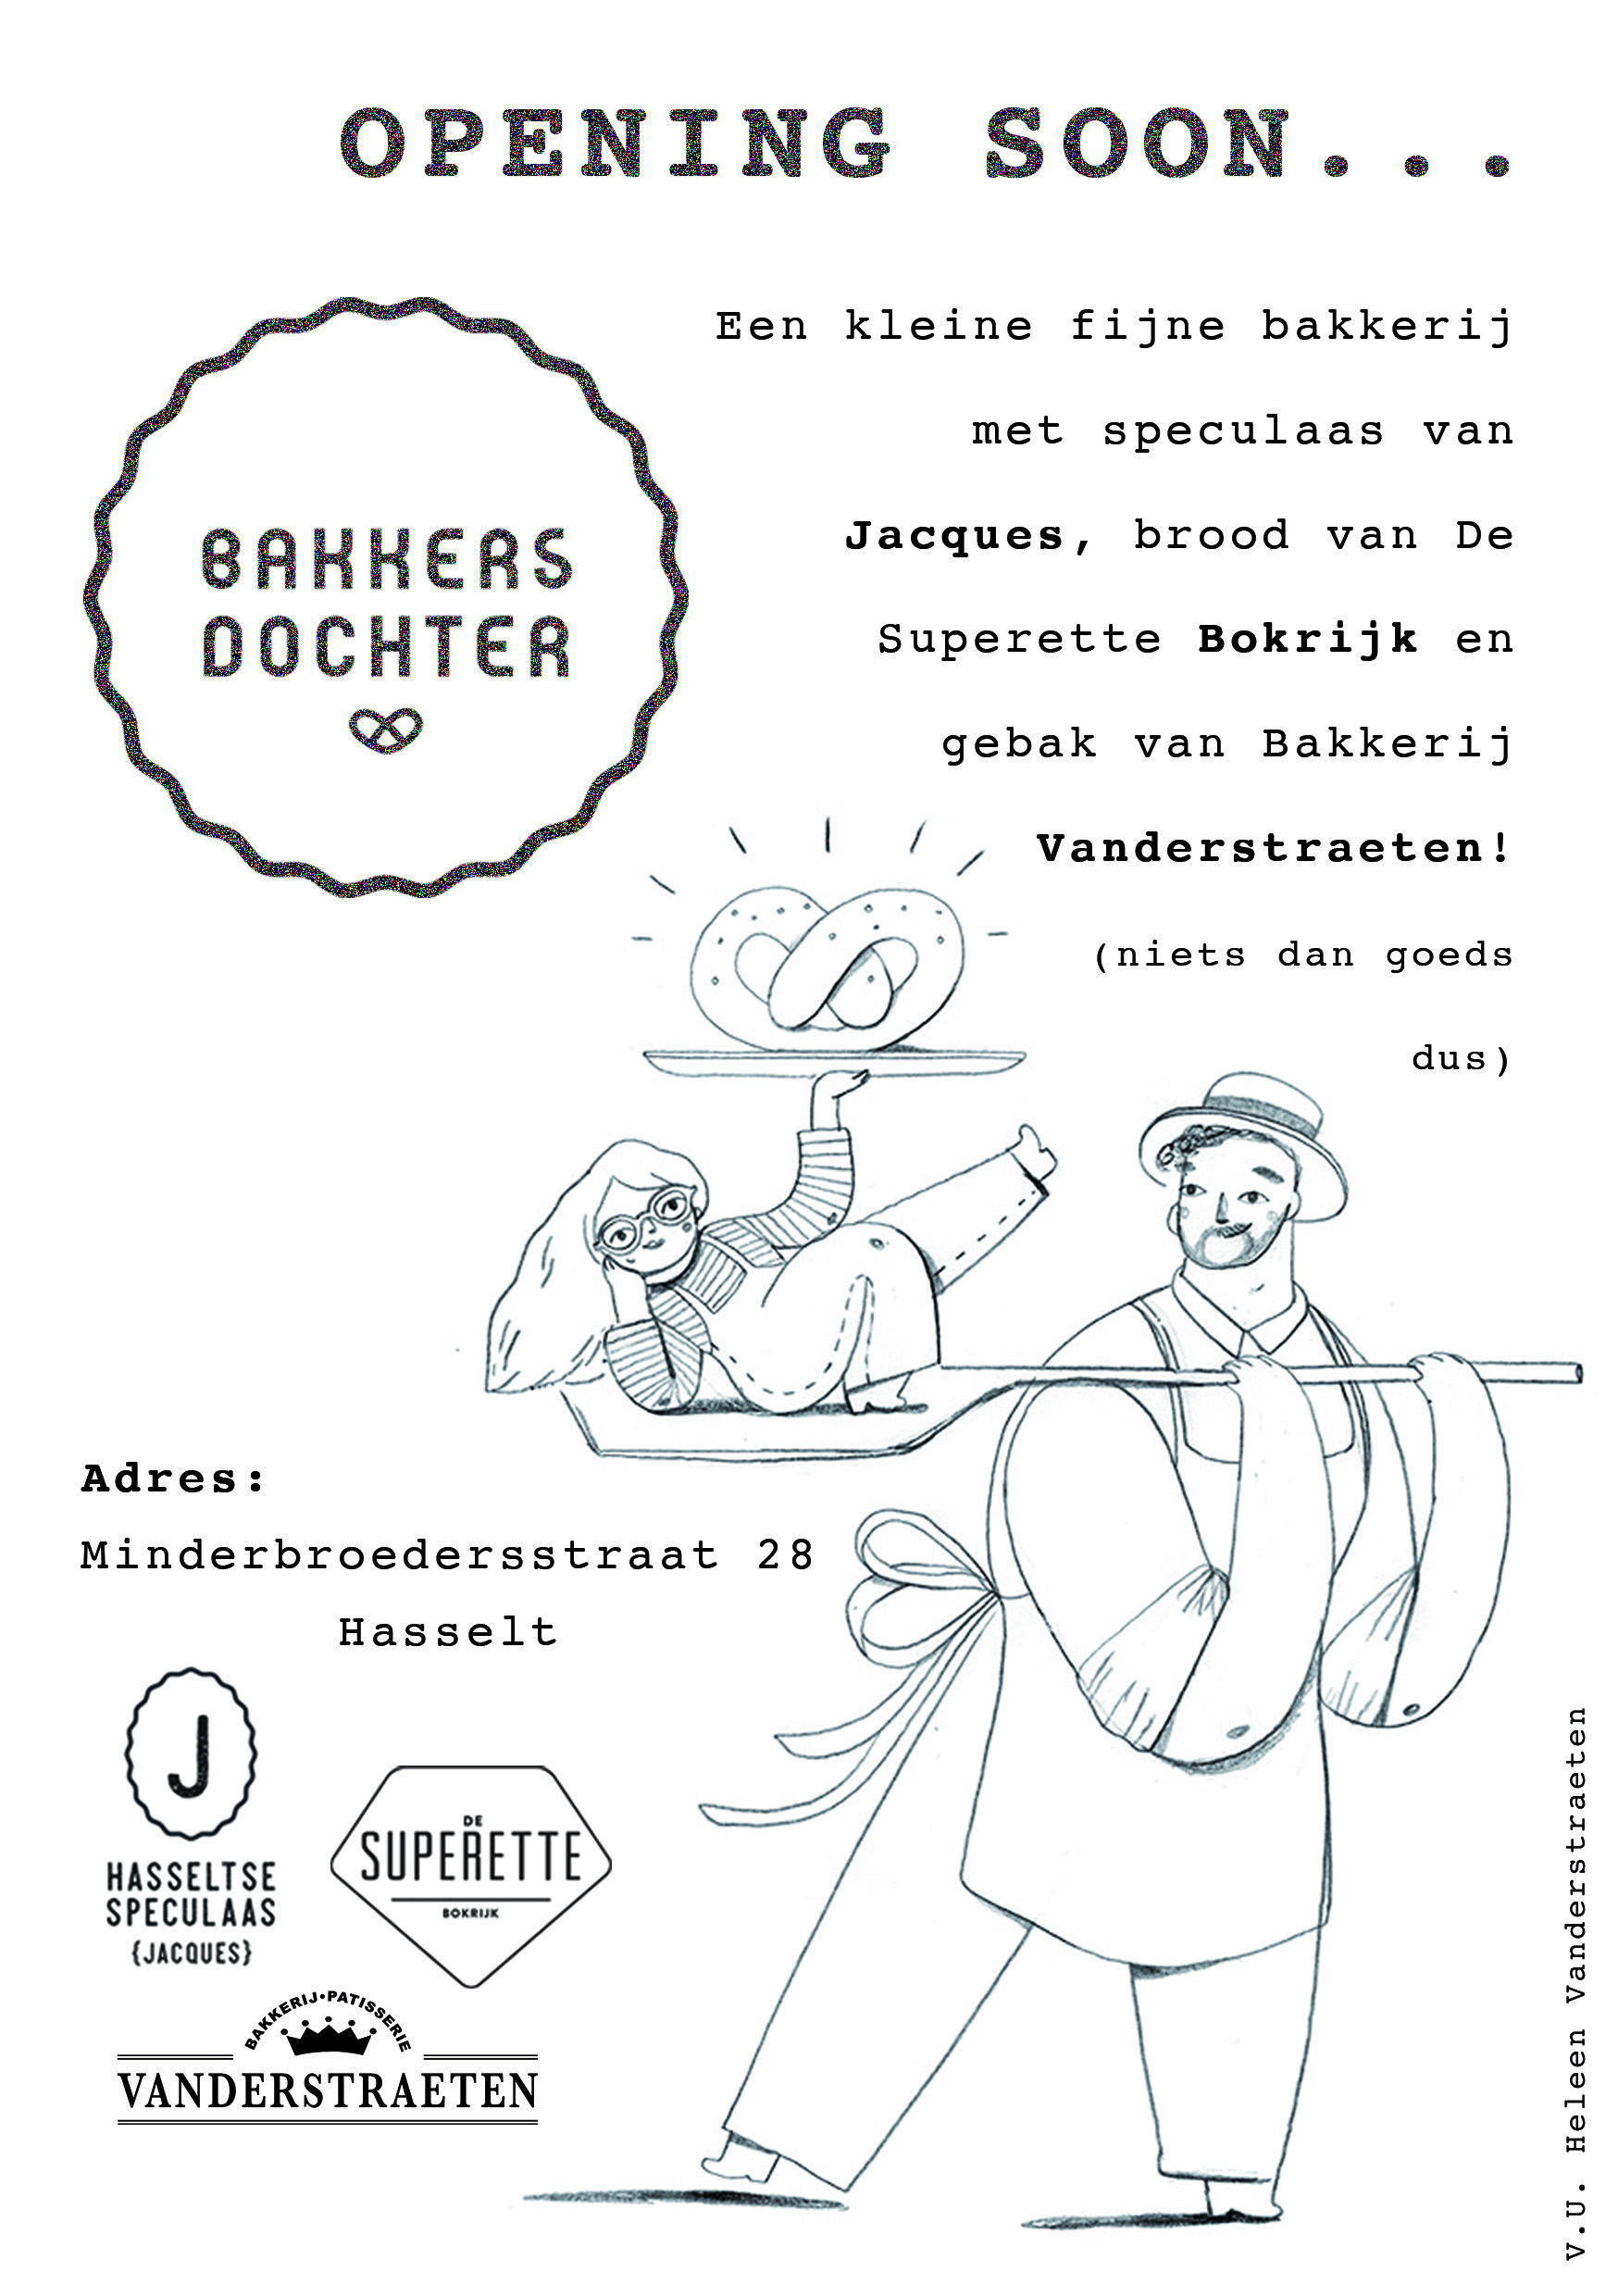 OPENING SOON...
BAKKERS
DOCHTER
Een kleine fijne bakkerij
met speculaas van
Jacques, brood van De
Superette Bokrijk en
gebak van Bakkerij
Vanderstraeten!
(niets dan goeds
dus)
Adres:
Minderbroedersstraat 28
Hasselt
J
HASSELTSE
SPECULAAS
{JACQUES}
DE
SUPERETTE
BOKRIJK
BAKKERIJ•PATISSERIE
VANDERSTRAETEN
V.U. Heleen Vanderstraeten